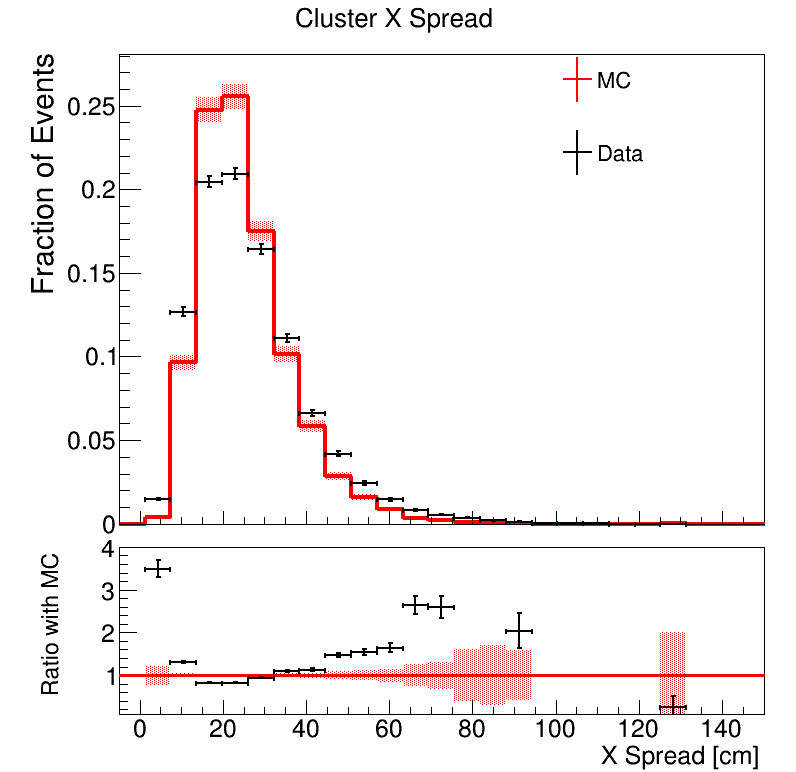 Cluster X Spread
Fraction of Events
0.25
0.2
0.15
0.1
0.05
0
MC
Data
Ratio with MC
4
3
2
1
0 20 40 60 80 100 120 140
X Spread [cm]